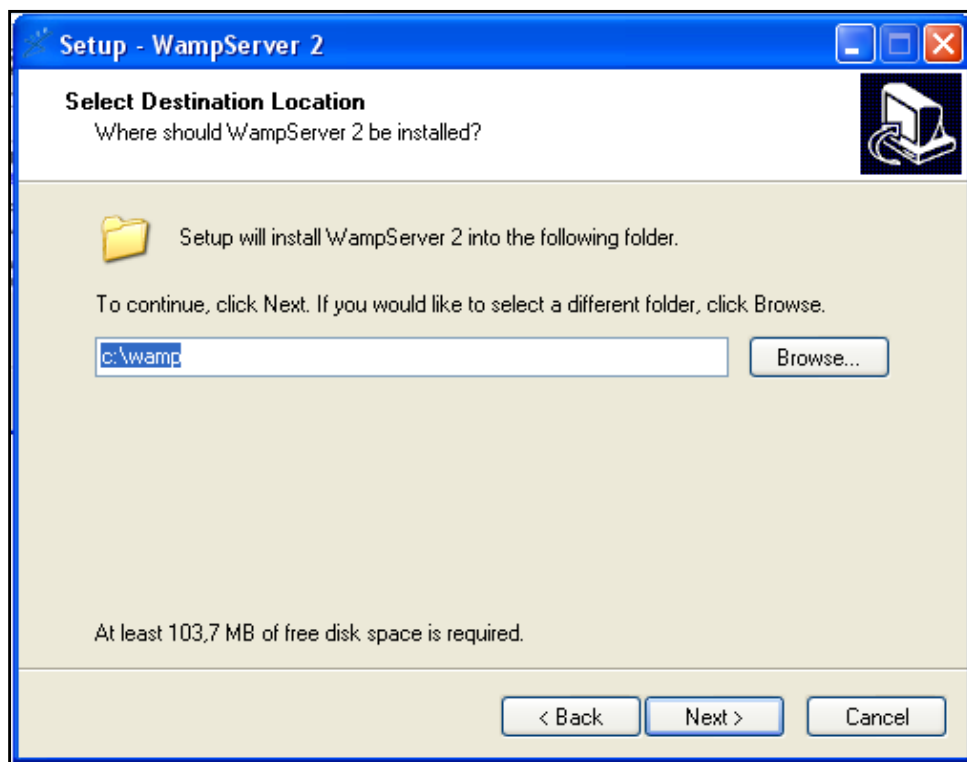 Setup - WampServer 2
Select Destination Location
Where should WampServer 2 be installed?
Setup will install WampServer 2 into the following folder.
To continue, click Next. If you would like to select a different folder, click Browse.
c:\wamp
Browse...
At least 103,7 MB of free disk space is required.
< Back
Next >
Cancel